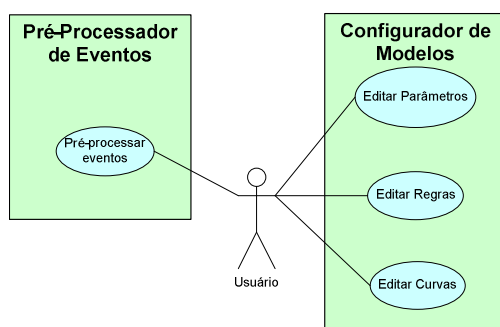 Pré-Processador
de Eventos
Pré-processar
eventos
Usuário
Configurador de
Modelos
Editar Parâmetros
Editar Regras
Editar Curvas